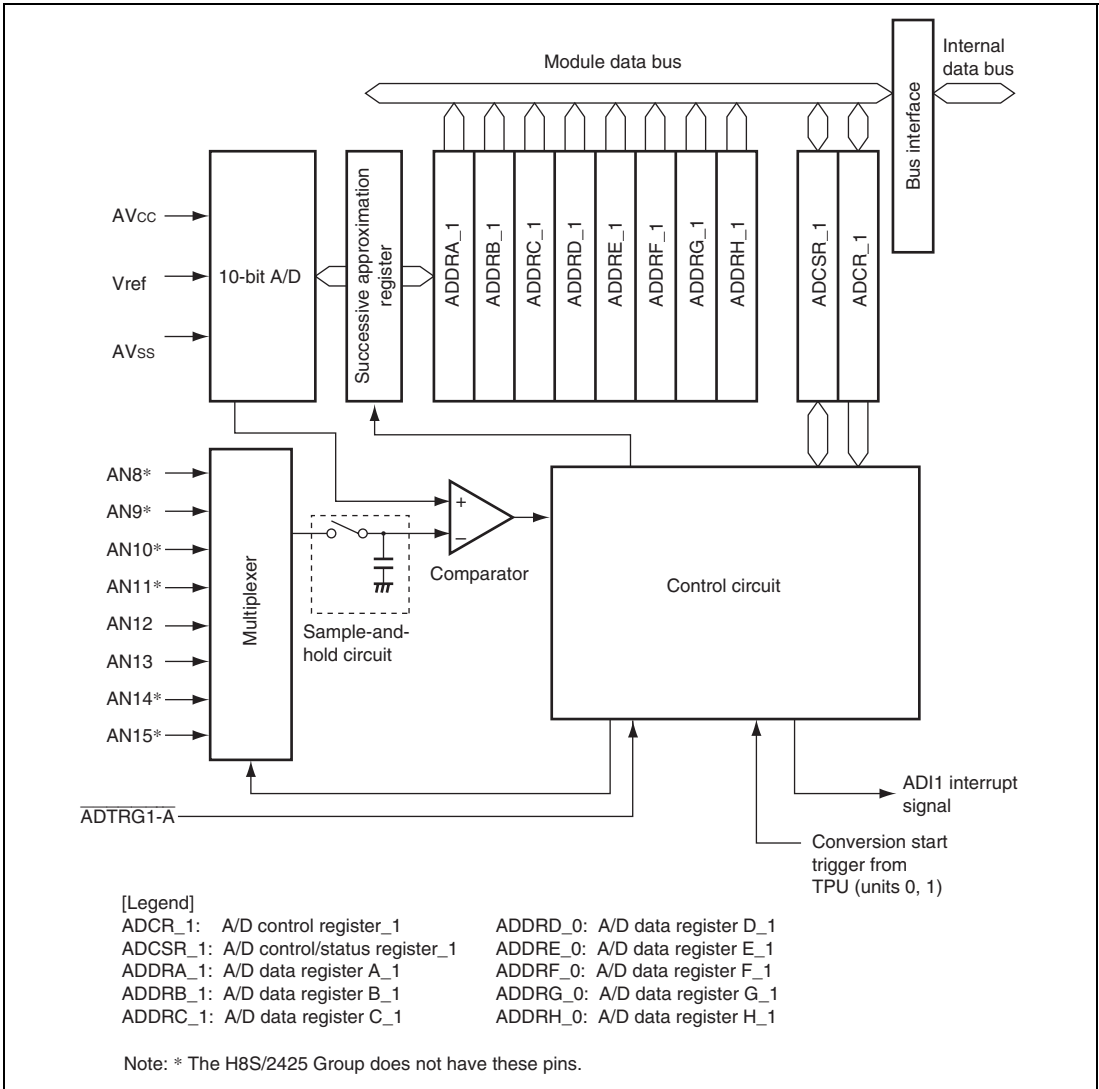 Module data bus
Internal
data bus
Bus interface
AVCC
Vref
AVSS
10-bit A/D
Successive approximation
register
ADDRA_1
ADDRB_1
ADDRC_1
ADDRD_1
ADDRE_1
ADDRF_1
ADDRG_1
ADDRH_1
ADCSR_1
ADCR_1
AN8*
AN9*
AN10*
AN11*
AN12
AN13
AN14*
AN15*
Multiplexer
+
−
Comparator
Sample-and-
hold circuit
Control circuit
ADTRG1-A
ADI1 interrupt
signal
Conversion start
trigger from
TPU (units 0, 1)
[Legend]
ADCR_1: A/D control register_1
ADCSR_1: A/D control/status register_1
ADDRA_1: A/D data register A_1
ADDRB_1: A/D data register B_1
ADDRC_1: A/D data register C_1
ADDRD_0: A/D data register D_1
ADDRE_0: A/D data register E_1
ADDRF_0: A/D data register F_1
ADDRG_0: A/D data register G_1
ADDRH_0: A/D data register H_1
Note: * The H8S/2425 Group does not have these pins.